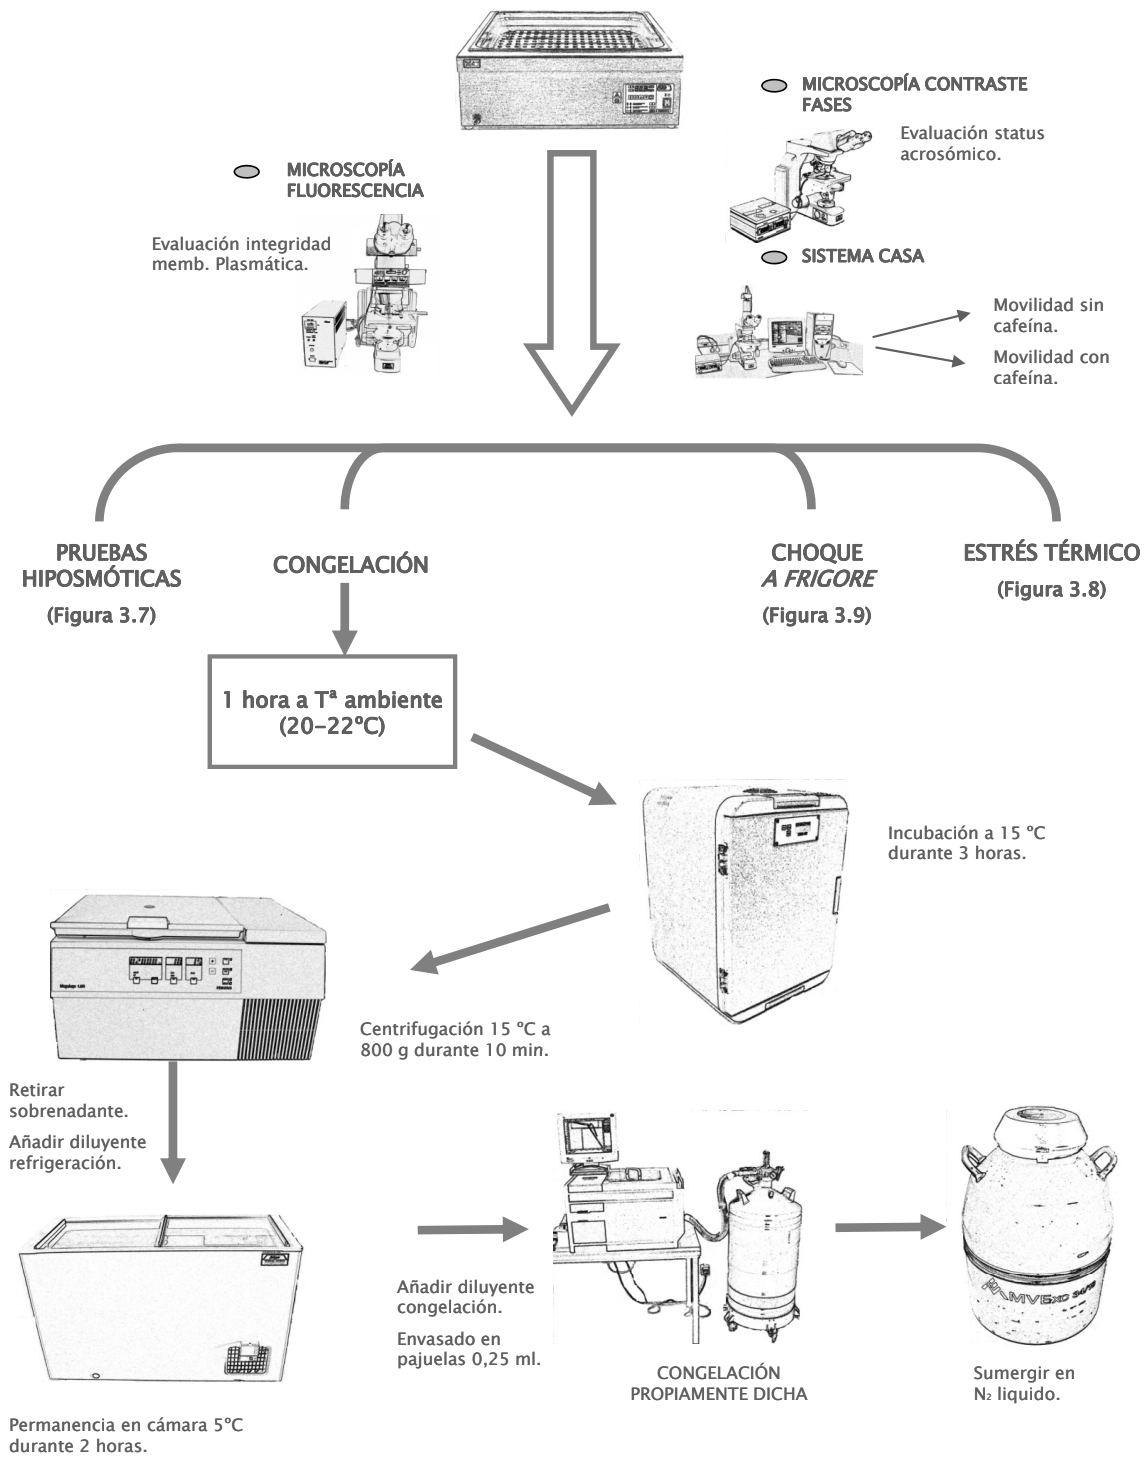 MICROSCOPÍA CONTRASTE
FASES
Evaluación status
acrosómico.
MICROSCOPÍA
FLUORESCENCIA
Evaluación integridad
memb. Plasmática.
SISTEMA CASA
Movilidad sin
cafeína.
Movilidad con
cafeína.
PRUEBAS
HIPOSMÓTICAS
(Figura 3.7)
CONGELACIÓN
CHOQUE
A FRIGORE
(Figura 3.9)
ESTRÉS TÉRMICO
(Figura 3.8)
1 hora a Tª ambiente
(20-22ºC)
Incubación a 15 ºC
durante 3 horas.
Centrifugación 15 ºC a
800 g durante 10 min.
Retirar
sobrenadante.
Añadir diluyente
refrigeración.
Añadir diluyente
congelación.
Envasado en
pajuelas 0,25 ml.
CONGELACIÓN
PROPIAMENTE DICHA
MVE XC 34/18
Sumergir en
N₂ liquido.
Permanencia en cámara 5ºC
durante 2 horas.